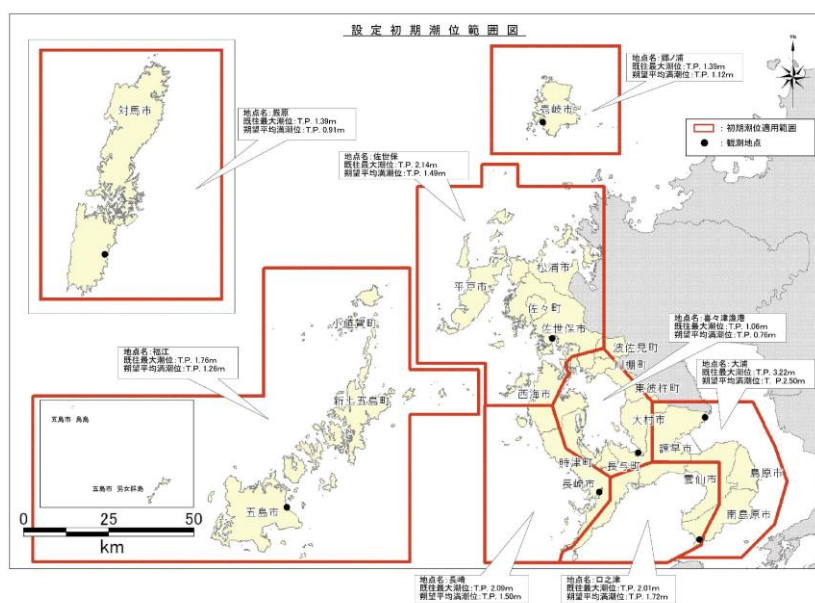 設定初期潮位範囲図
地点名:郷ノ浦
既往最大潮位:T.P. 1.39m
朔望平均満潮位:T.P. 1.12m
壱岐市
対馬市
地点名:厳原
既往最大潮位:T.P. 1.39m
朔望平均満潮位:T.P. 0.91m
:初期潮位適用範囲
:観測地点
地点名:佐世保
既往最大潮位:T.P. 2.14m
朔望平均満潮位:T.P. 1.49m
松浦市
平戸市
佐々町
小値賀町
佐世保市
地点名:喜々津漁港
既往最大潮位:T.P. 1.06m
朔望平均満潮位:T.P. 0.76m
波佐見町
川棚町
地点名:福江
既往最大潮位:T.P. 1.76m
朔望平均満潮位:T.P. 1.26m
地点名:大浦
既往最大潮位:T.P. 3.22m
朔望平均満潮位:T. P.2.50m
西海市
東彼杵町
新上五島町
五島市 鳥島
大村市
諫早市
時津町
長与町
島原市
雲仙市
五島市 男女群島
長崎市
五島市
南島原市
0 25 50
km
地点名:長崎
既往最大潮位:T.P. 2.09m
朔望平均満潮位:T.P. 1.50m
地点名:口之津
既往最大潮位:T.P. 2.01m
朔望平均満潮位:T.P. 1.72m